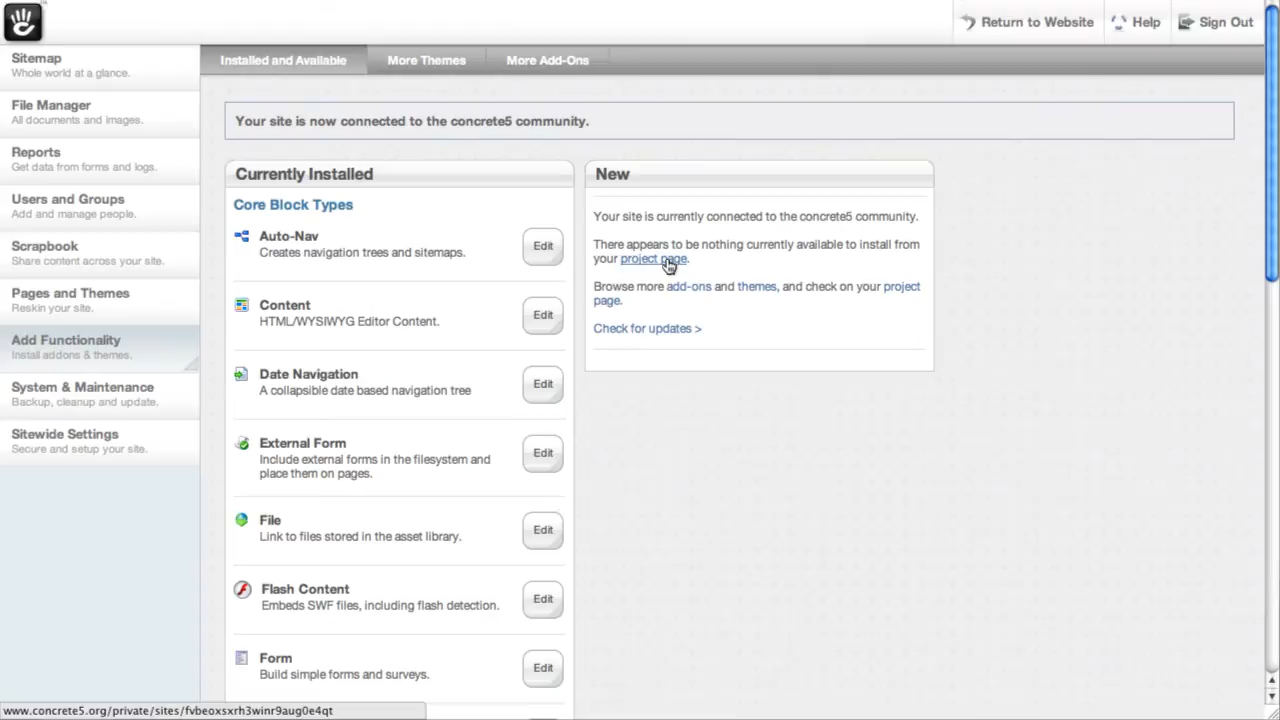 Return to Website
Help
Sign Out
Sitemap
Whole world at a glance.
File Manager
All documents and images.
Reports
Get data from forms and logs.
Users and Groups
Add and manage people.
Scrapbook
Share content across your site.
Pages and Themes
Reskin your site.
Add Functionality
Install addons & themes.
System & Maintenance
Backup, cleanup and update.
Sitewide Settings
Secure and setup your site.
Installed and Available
More Themes
More Add-Ons
Your site is now connected to the concrete5 community.
Currently Installed
Core Block Types
Auto-Nav
Creates navigation trees and sitemaps.
Edit
Content
HTML/WYSIWYG Editor Content.
Edit
Date Navigation
A collapsible date based navigation tree
Edit
External Form
Include external forms in the filesystem and
place them on pages.
Edit
File
Link to files stored in the asset library.
Edit
Flash Content
Embeds SWF files, including flash detection.
Edit
Form
Build simple forms and surveys.
Edit
New
Your site is currently connected to the concrete5 community.
There appears to be nothing currently available to install from
your project page.
Browse more add-ons and themes, and check on your project
page.
Check for updates >
www.concrete5.org/private/sites/fvbeoxsxrh3winr9aug0e4qt